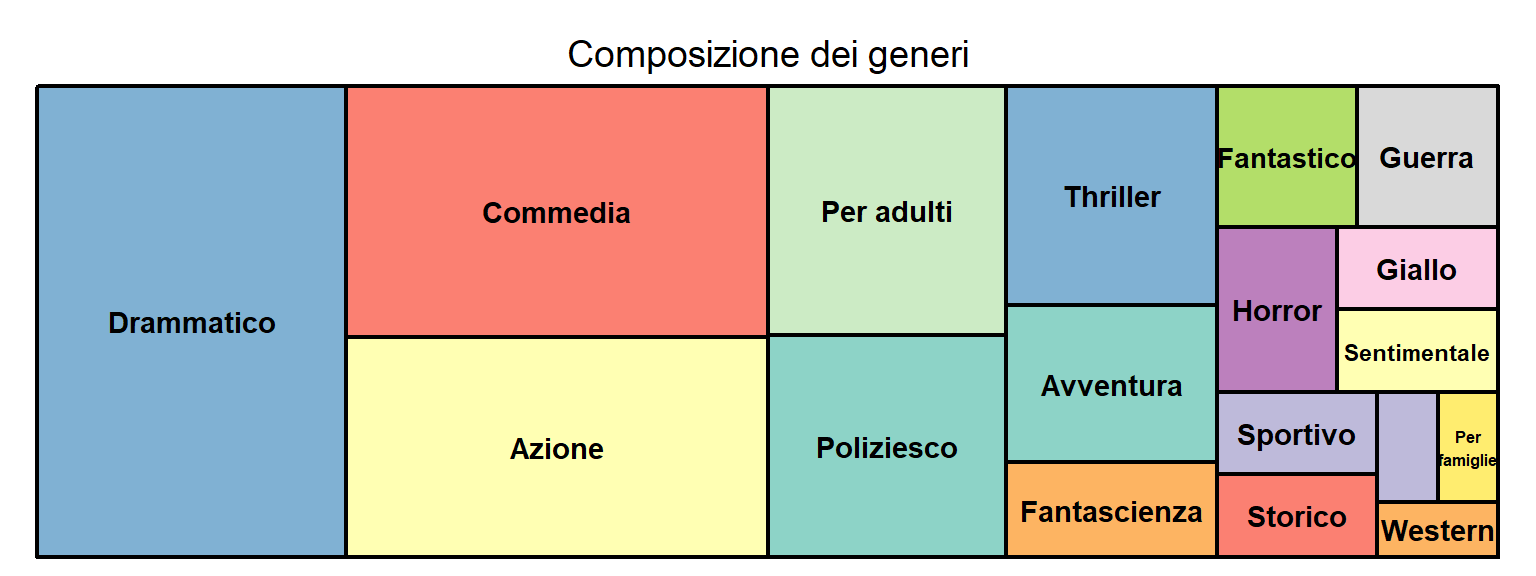 Composizione dei generi
Drammatico
Commedia
Azione
Per adulti
Poliziesco
Thriller
Avventura
Fantascienza
Fantastico
Guerra
Horror
Giallo
Sentimentale
Sportivo
Storico
Per
famiglie
Western